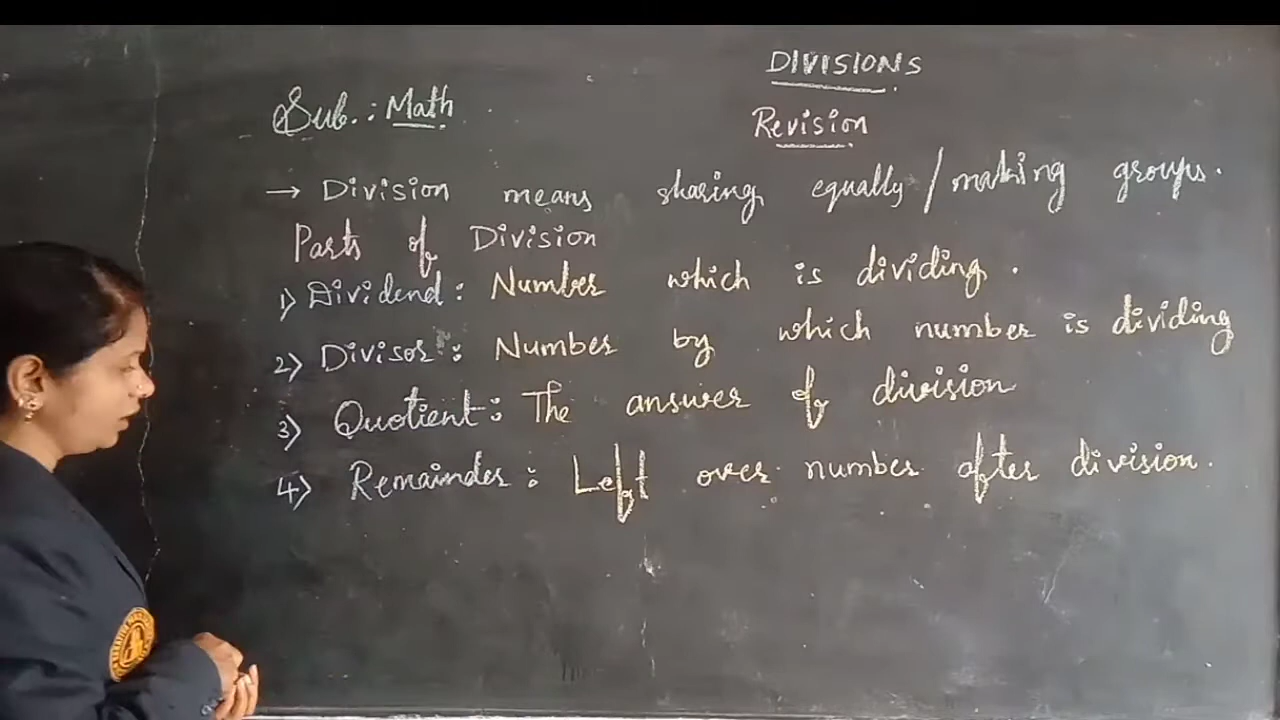 DIVISIONS
Sub.: Math
Revision
→ Division means sharing equally / making groups.
Parts of Division
1) Dividend: Number which is dividing.
2) Divisor: Number by which number is dividing
3) Quotient: The answer of division
4) Remainder: Left over number after division.